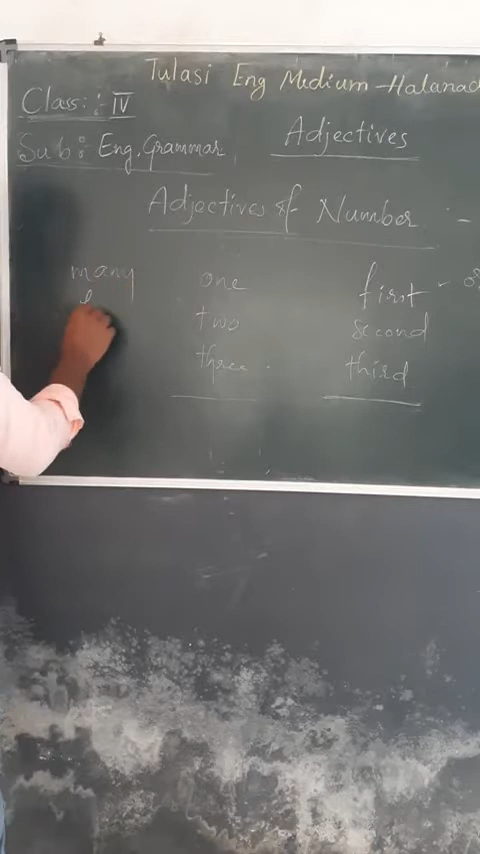 Tulasi Eng Medium - Halanad
Class: - IV
Sub: Eng. Grammar
Adjectives
Adjectives of Number : -
many one first -
two second
three . third